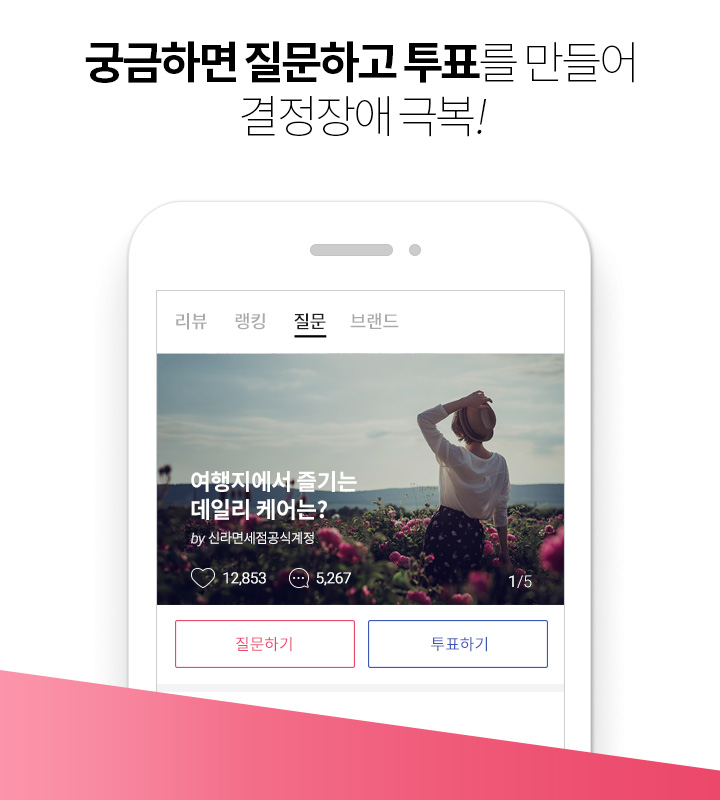 궁금하면 질문하고 투표를 만들어
결정장애 극복!
리뷰 랭킹 질문 브랜드
여행지에서 즐기는
데일리 케어는?
by 신라면세점공식계정
12,853 5,267 1/5
질문하기 투표하기